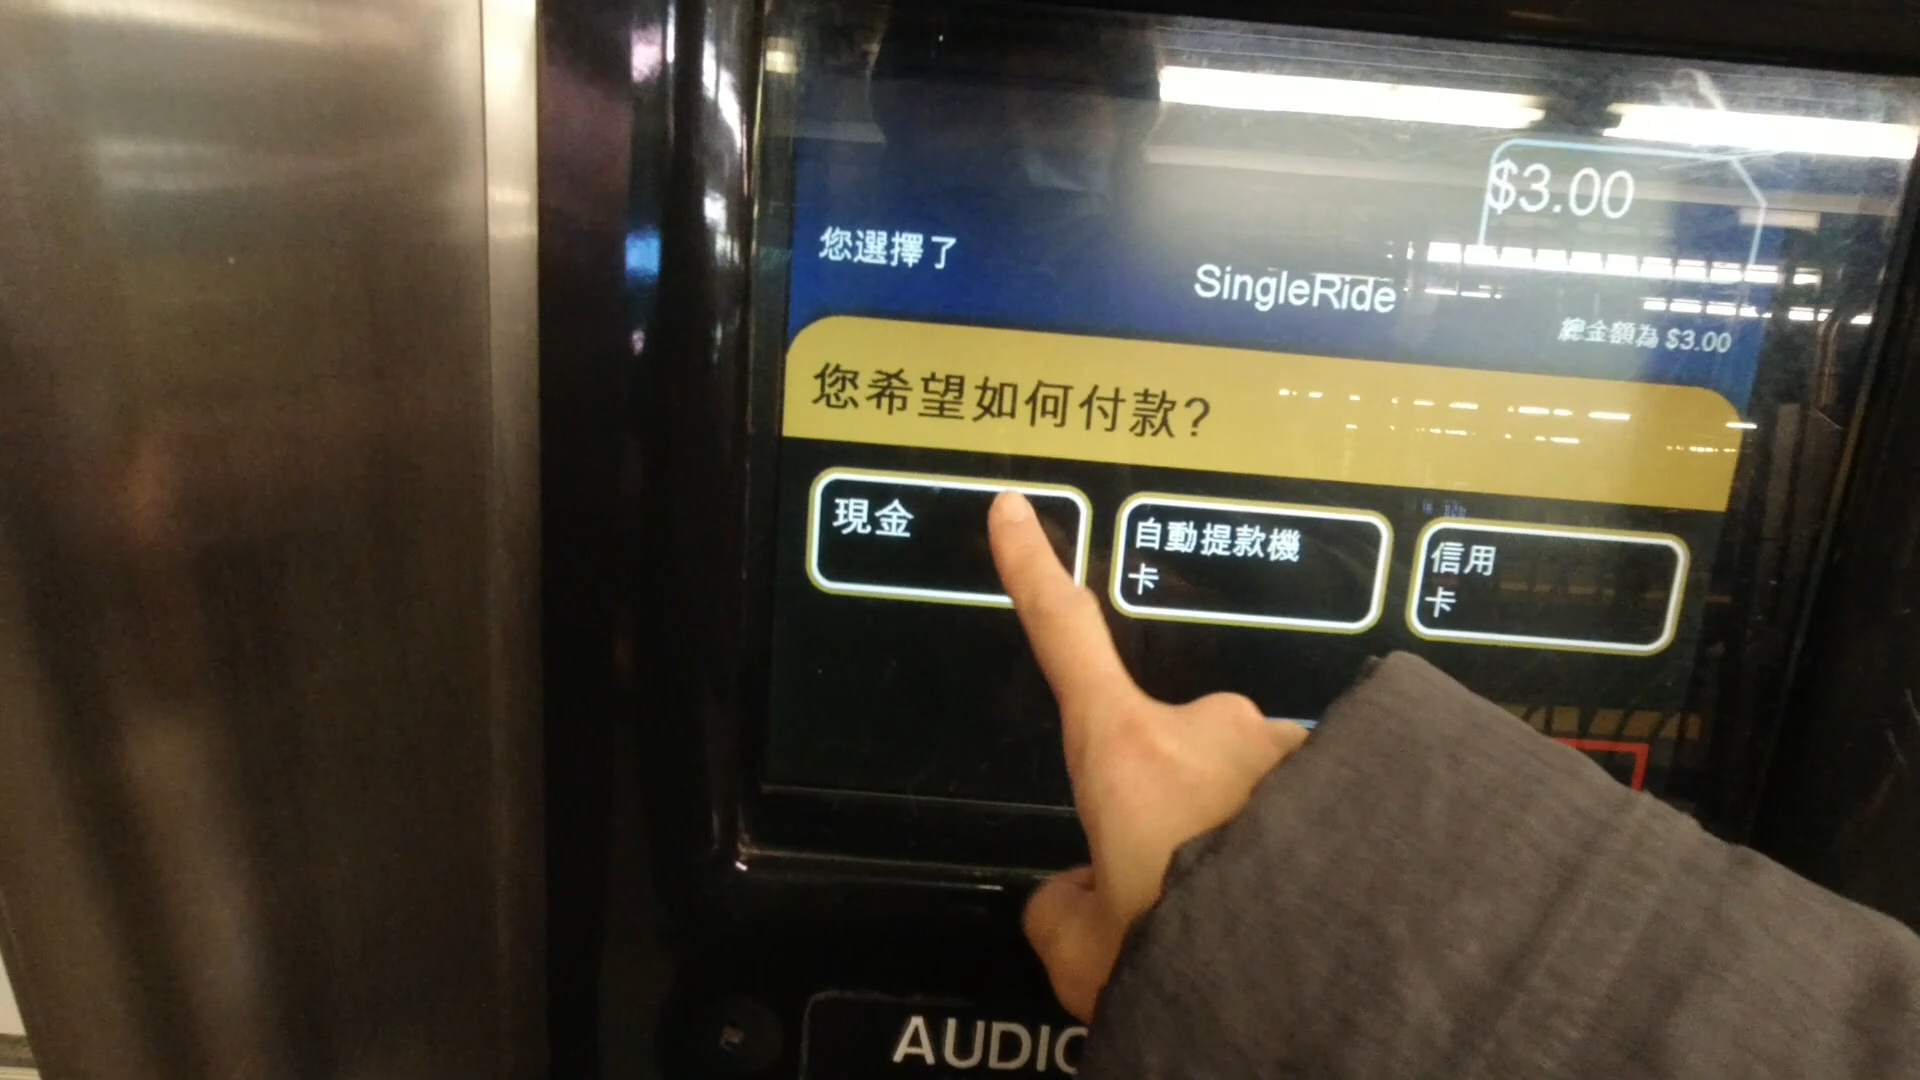 $3.00
您選擇了
SingleRide
總金額為 $3.00
您希望如何付款?
現金
自動提款機
卡
信用
卡
AUDIO